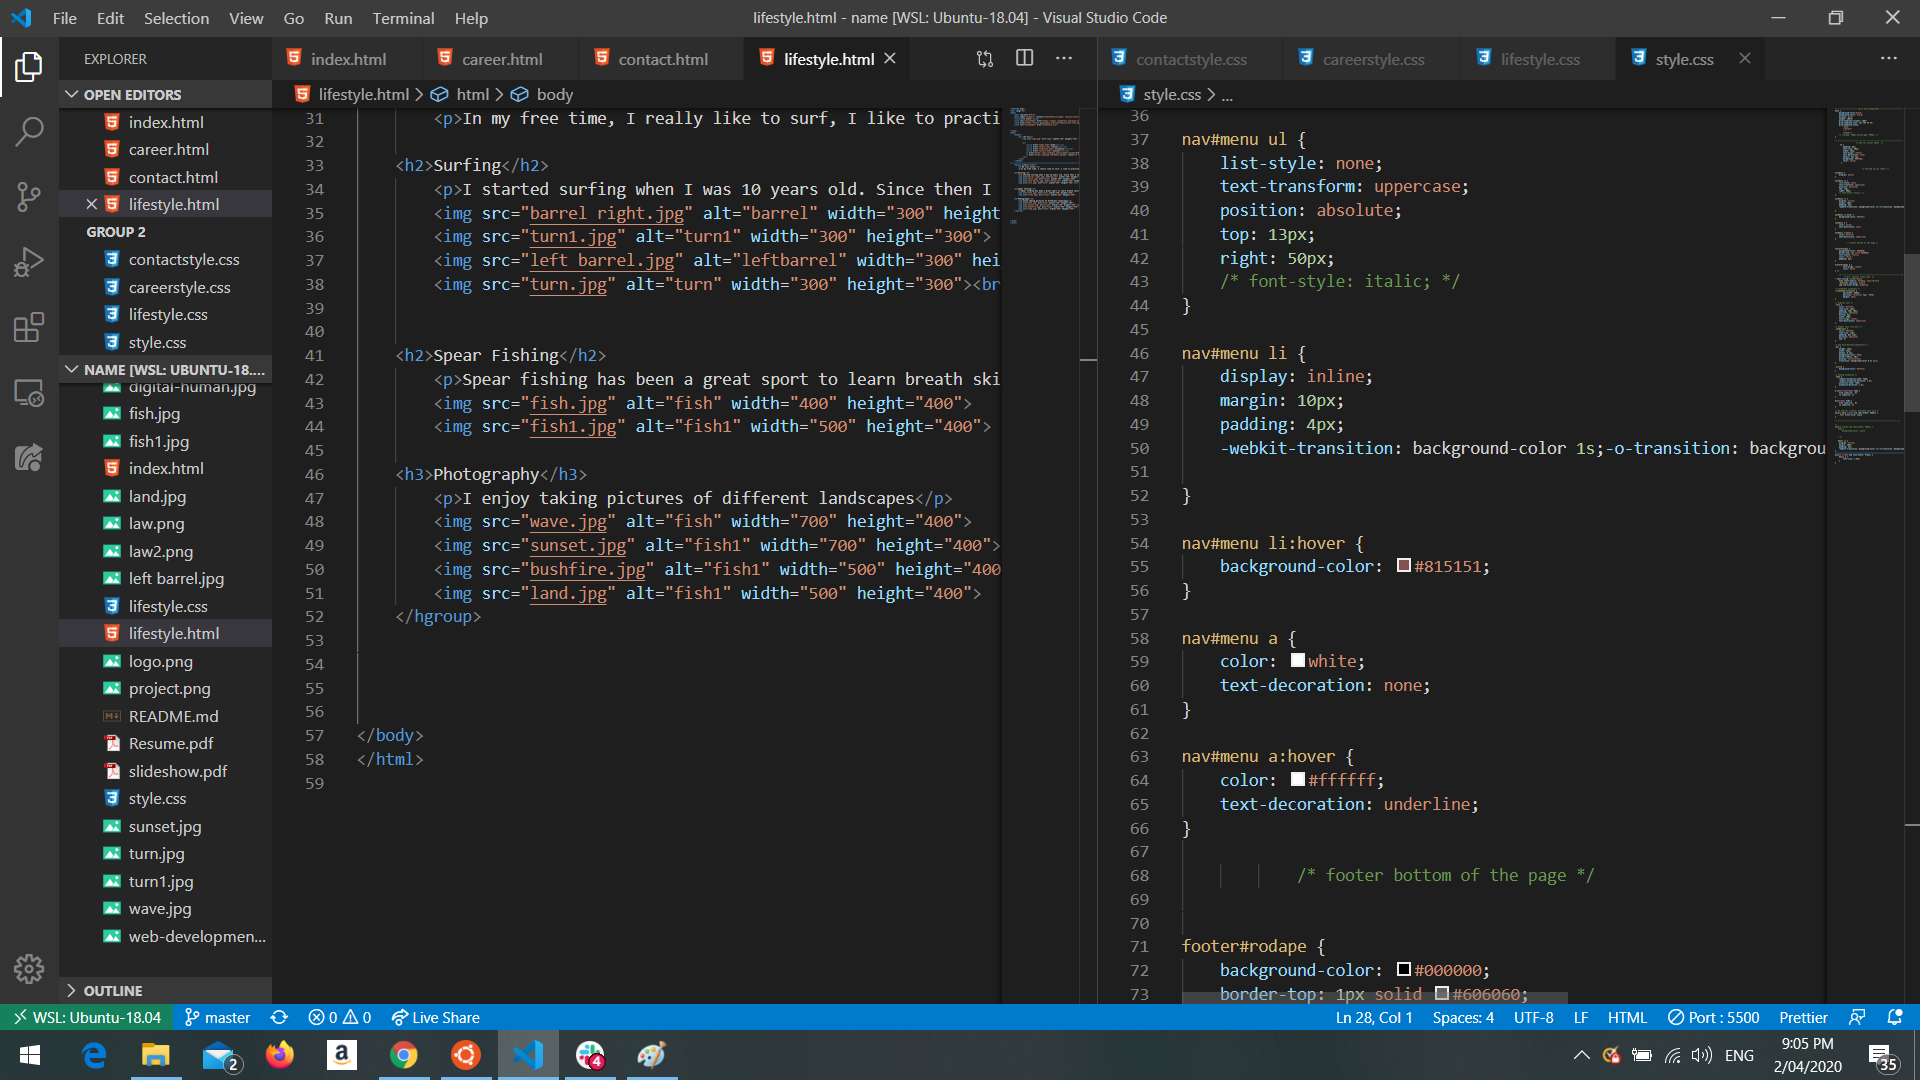 File Edit Selection View Go Run Terminal Help
lifestyle.html - name [WSL: Ubuntu-18.04] - Visual Studio Code
EXPLORER
OPEN EDITORS
index.html
career.html
contact.html
lifestyle.html
GROUP 2
contactstyle.css
careerstyle.css
lifestyle.css
style.css
NAME [WSL: UBUNTU-18....
digital-human.jpg
fish.jpg
fish1.jpg
index.html
land.jpg
law.png
law2.png
left barrel.jpg
lifestyle.css
lifestyle.html
logo.png
project.png
README.md
Resume.pdf
slideshow.pdf
style.css
sunset.jpg
turn.jpg
turn1.jpg
wave.jpg
web-developmen...
OUTLINE
index.html career.html contact.html lifestyle.html
lifestyle.html > html > body
31 <p>In my free time, I really like to surf, I like to practi
32
33 <h2>Surfing</h2>
34 <p>I started surfing when I was 10 years old. Since then I
35 <img src="barrel right.jpg" alt="barrel" width="300" height
36 <img src="turn1.jpg" alt="turn1" width="300" height="300">
37 <img src="left barrel.jpg" alt="leftbarrel" width="300" hei
38 <img src="turn.jpg" alt="turn" width="300" height="300"><br
39
40
41 <h2>Spear Fishing</h2>
42 <p>Spear fishing has been a great sport to learn breath ski
43 <img src="fish.jpg" alt="fish" width="400" height="400">
44 <img src="fish1.jpg" alt="fish1" width="500" height="400">
45
46 <h3>Photography</h3>
47 <p>I enjoy taking pictures of different landscapes</p>
48 <img src="wave.jpg" alt="fish" width="700" height="400">
49 <img src="sunset.jpg" alt="fish1" width="700" height="400">
50 <img src="bushfire.jpg" alt="fish1" width="500" height="400
51 <img src="land.jpg" alt="fish1" width="500" height="400">
52 </hgroup>
53
54
55
56
57 </body>
58 </html>
59
contactstyle.css careerstyle.css lifestyle.css style.css
style.css > ...
36
37 nav#menu ul {
38 list-style: none;
39 text-transform: uppercase;
40 position: absolute;
41 top: 13px;
42 right: 50px;
43 /* font-style: italic; */
44 }
45
46 nav#menu li {
47 display: inline;
48 margin: 10px;
49 padding: 4px;
50 -webkit-transition: background-color 1s;-o-transition: backgrou
51
52 }
53
54 nav#menu li:hover {
55 background-color: #815151;
56 }
57
58 nav#menu a {
59 color: white;
60 text-decoration: none;
61 }
62
63 nav#menu a:hover {
64 color: #ffffff;
65 text-decoration: underline;
66 }
67
68 /* footer bottom of the page */
69
70
71 footer#rodape {
72 background-color: #000000;
73 border-top: 1px solid #606060;
WSL: Ubuntu-18.04 master 0 0 Live Share Ln 28, Col 1 Spaces: 4 UTF-8 LF HTML Port : 5500 Prettier
2 a 4 ENG 9:05 PM
2/04/2020 35